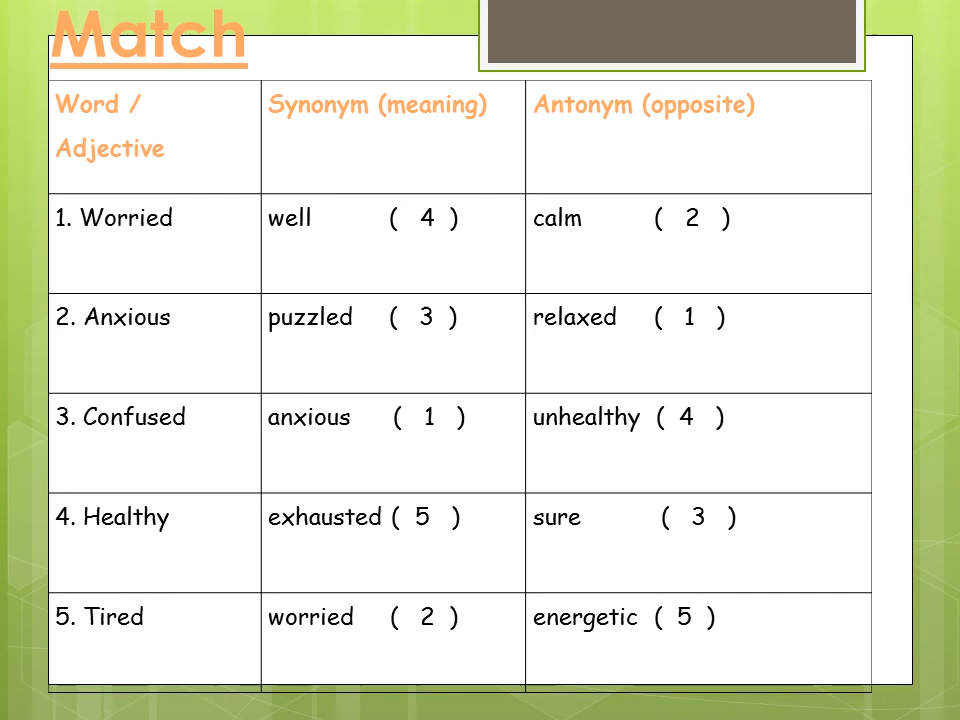 Match
Word / Synonym (meaning) Antonym (opposite)
Adjective
1. Worried well ( 4 ) calm ( 2 )
2. Anxious puzzled ( 3 ) relaxed ( 1 )
3. Confused anxious ( 1 ) unhealthy ( 4 )
4. Healthy exhausted ( 5 ) sure ( 3 )
5. Tired worried ( 2 ) energetic ( 5 )